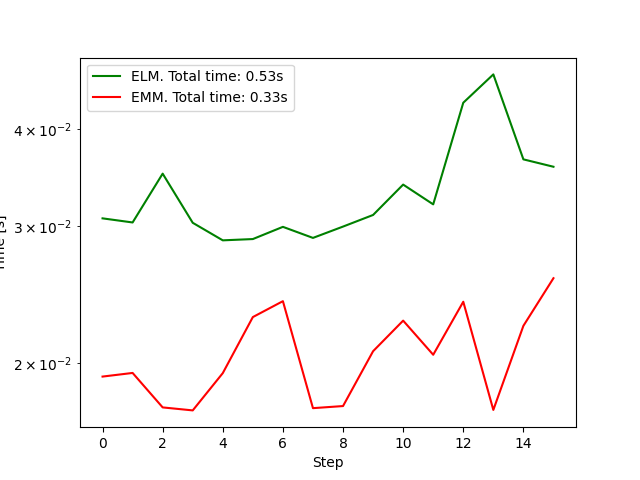 ELM. Total time: 0.53s
EMM. Total time: 0.33s
4 × 10⁻²
3 × 10⁻²
2 × 10⁻²
0 2 4 6 8 10 12 14
Step